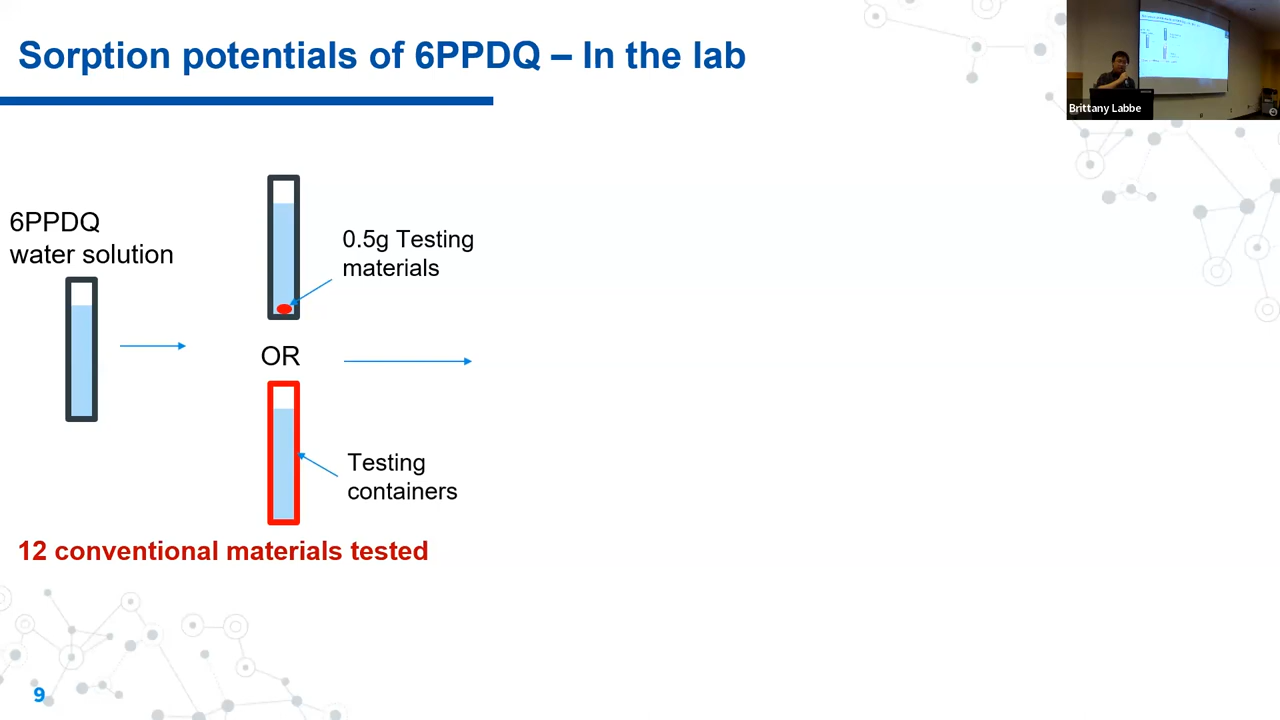 Sorption potentials of 6PPDQ – In the lab
Brittany Labbe
6PPDQ
water solution
0.5g Testing
materials
OR
Testing
containers
12 conventional materials tested
9